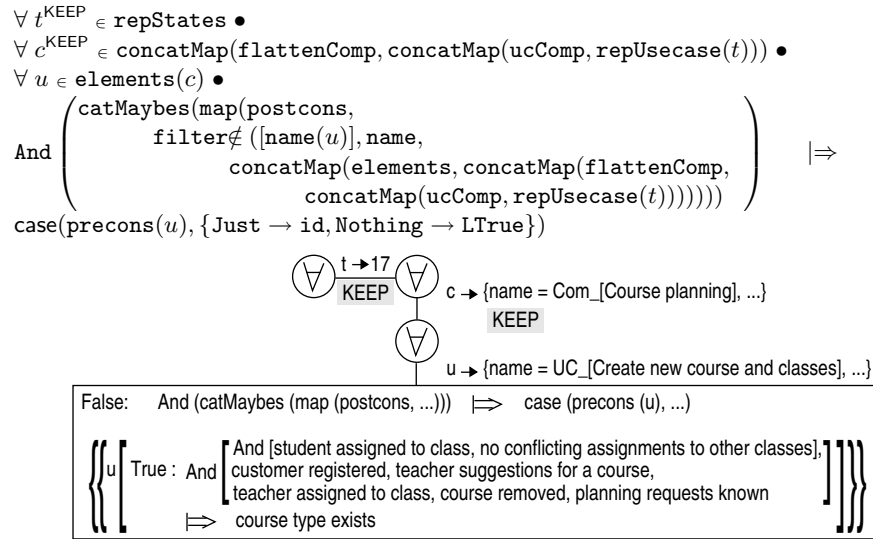 ∀ t^KEEP ∈ repStates •
∀ c^KEEP ∈ concatMap(flattenComp, concatMap(ucComp, repUsecase(t))) •
∀ u ∈ elements(c) •
And ( catMaybes(map(postcons,
filter∉ ([name(u)], name,
concatMap(elements, concatMap(flattenComp,
concatMap(ucComp, repUsecase(t))))))) ) |⇒
case(precons(u), {Just → id, Nothing → LTrue})
∀ t → 17 ∀
KEEP
c → {name = Com_[Course planning], ...}
KEEP
∀
u → {name = UC_[Create new course and classes], ...}
False: And (catMaybes (map (postcons, ...))) |⇒ case (precons (u), ...)
{{ u [ True : And [ And [student assigned to class, no conflicting assignments to other classes],
customer registered, teacher suggestions for a course,
teacher assigned to class, course removed, planning requests known ]
|⇒ course type exists ] }}